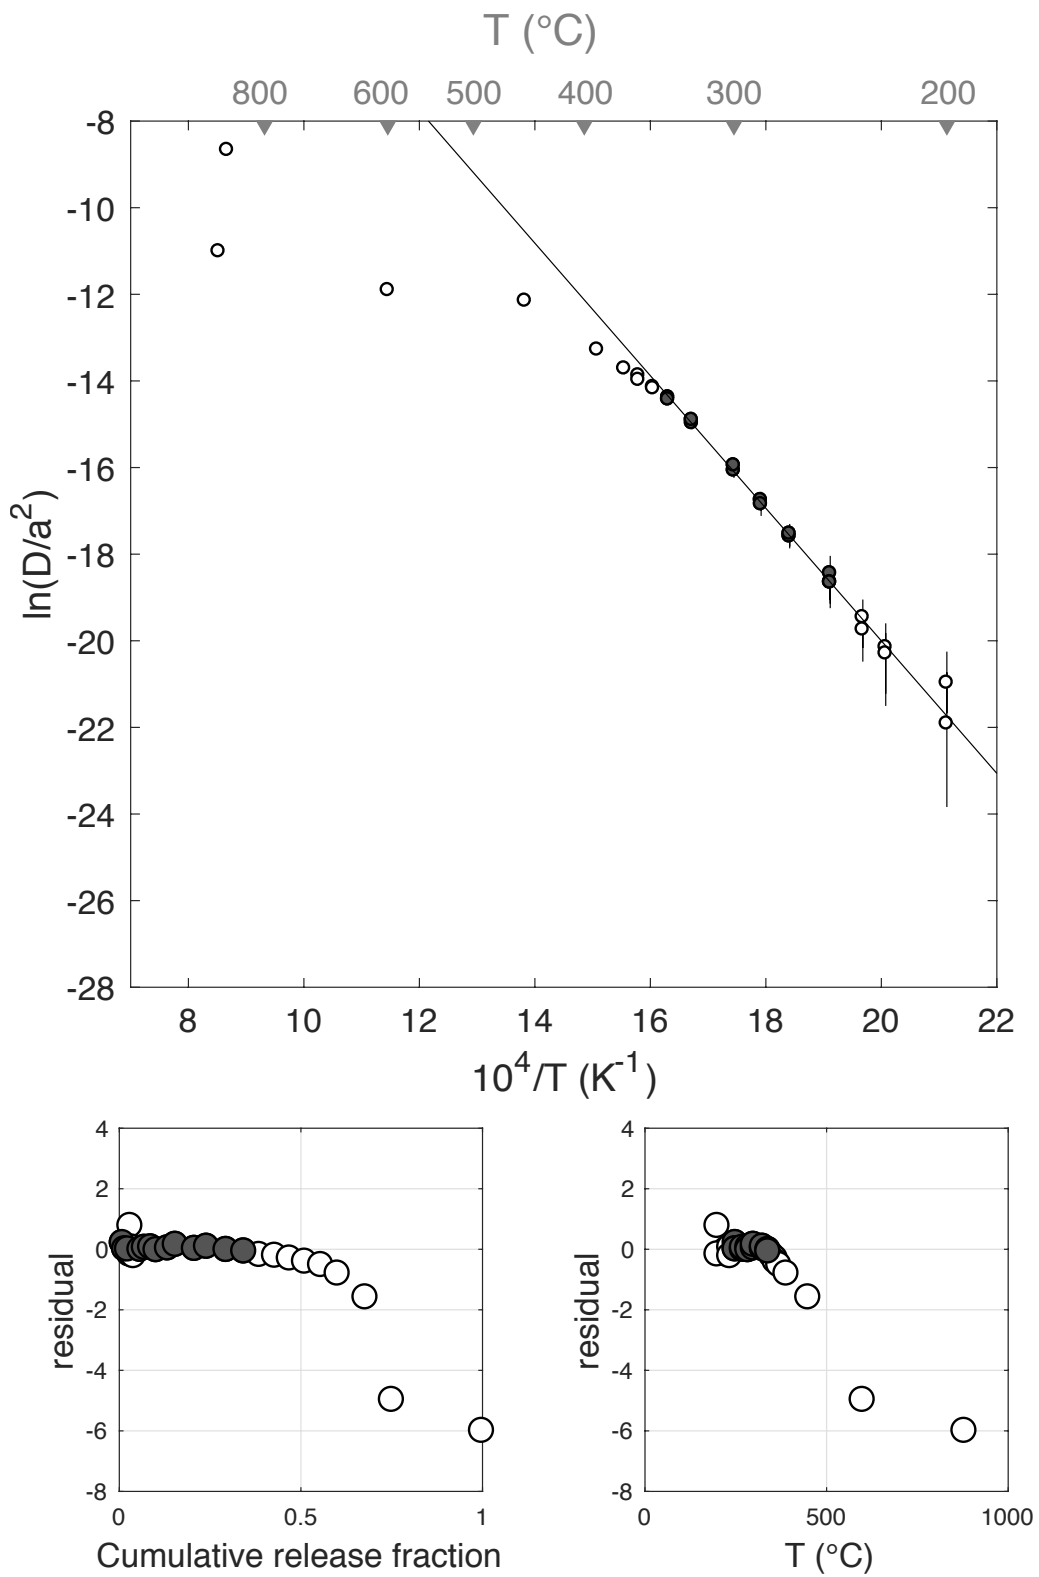 T (°C)
800 600 500 400 300 200
-8
-10
-12
-14
-16
-18
-20
-22
-24
-26
-28
ln(D/a²)
8 10 12 14 16 18 20 22
10⁴/T (K⁻¹)
4
2
0
-2
-4
-6
-8
residual
0 0.5 1
Cumulative release fraction
4
2
0
-2
-4
-6
-8
residual
0 500 1000
T (°C)